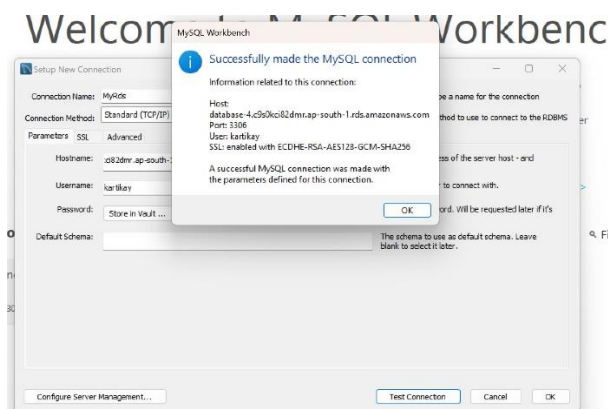 Welcome to MySQL Workbenc
MySQL Workbench
Successfully made the MySQL connection
Information related to this connection:
Host:
database-4.c9s0kci82dmr.ap-south-1.rds.amazonaws.com
Port: 3306
User: kartikay
SSL: enabled with ECDHE-RSA-AES128-GCM-SHA256
A successful MySQL connection was made with
the parameters defined for this connection.
OK
Setup New Connection
Connection Name: MyRds
pe a name for the connection
Connection Method: Standard (TCP/IP)
thod to use to connect to the RDBMS
Parameters SSL Advanced
Hostname: :ci82dmr.ap-south-
ess of the server host - and
Username: kartikay
to connect with.
Password: Store in Vault ...
ord. Will be requested later if it's
Default Schema:
The schema to use as default schema. Leave
blank to select it later.
Configure Server Management... Test Connection Cancel OK